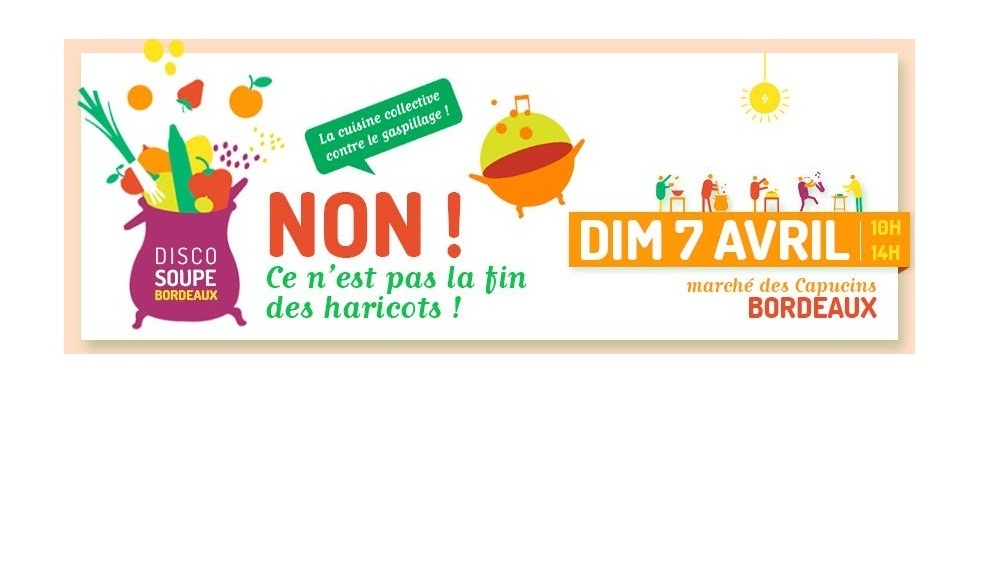 La cuisine collective
contre le gaspillage !
DISCO
SOUPE
BORDEAUX
NON !
Ce n'est pas la fin
des haricots !
DIM 7 AVRIL
10H
14H
marché des Capucins
BORDEAUX